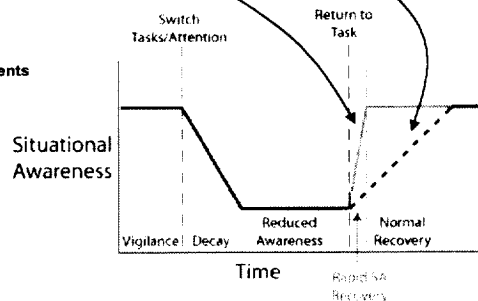 Switch
Tasks/Attention
Return to
Task
ents
Situational
Awareness
Vigilance
Decay
Reduced
Awareness
Normal
Recovery
Time
Rapid SA
Recovery